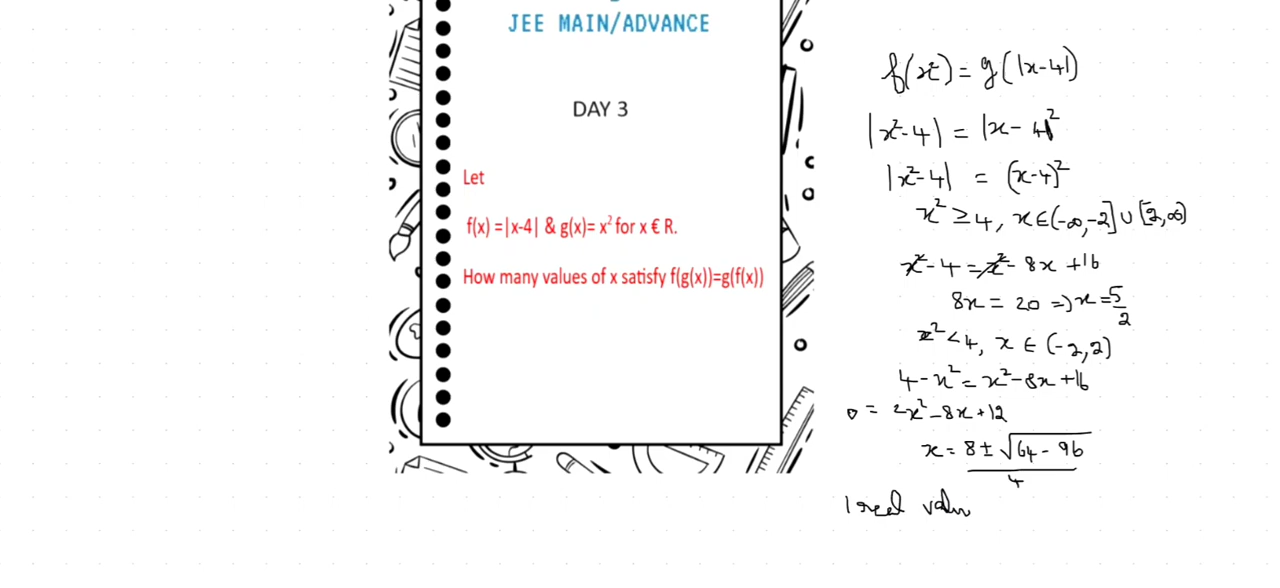 JEE MAIN/ADVANCE
DAY 3
Let
f(x) =|x-4| & g(x)= x² for x € R.
How many values of x satisfy f(g(x))=g(f(x))
f(x²) = g(|x-4|)
|x²-4| = |x-4|²
|x²-4| = (x-4)²
x² ≥ 4, x∈(-∞,-2] ∪ [2,∞)
x²-4 = x²-8x+16
8x = 20 => x = 5/2
x² < 4, x ∈ (-2,2)
4-x² = x²-8x+16
0 = 2x²-8x+12
x = 8 ± √64-96 / 4
1 real value